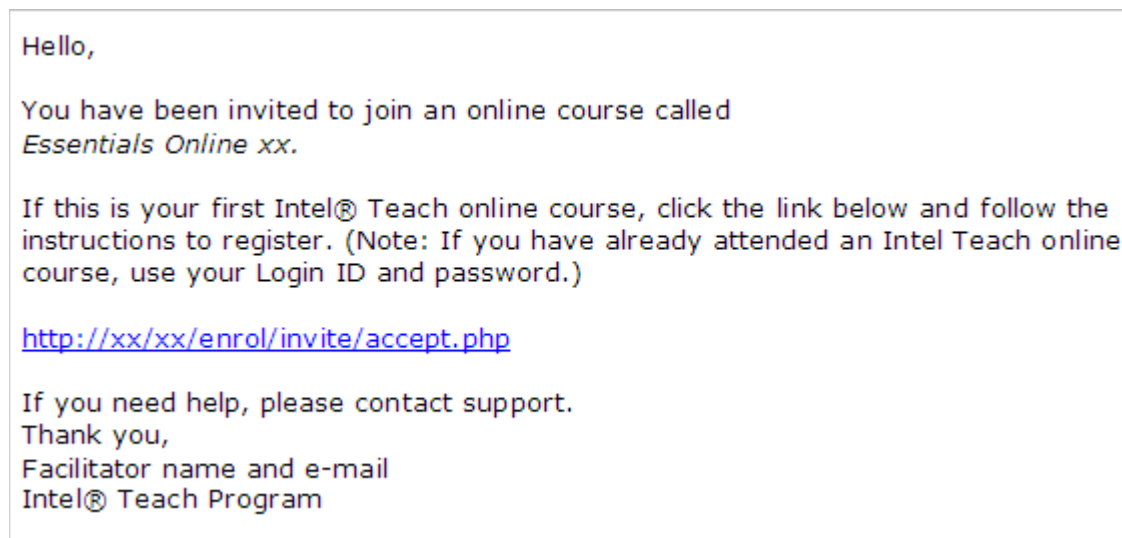 Hello,
You have been invited to join an online course called
Essentials Online xx.
If this is your first Intel® Teach online course, click the link below and follow the
instructions to register. (Note: If you have already attended an Intel Teach online
course, use your Login ID and password.)
http://xx/xx/enrol/invite/accept.php
If you need help, please contact support.
Thank you,
Facilitator name and e-mail
Intel® Teach Program